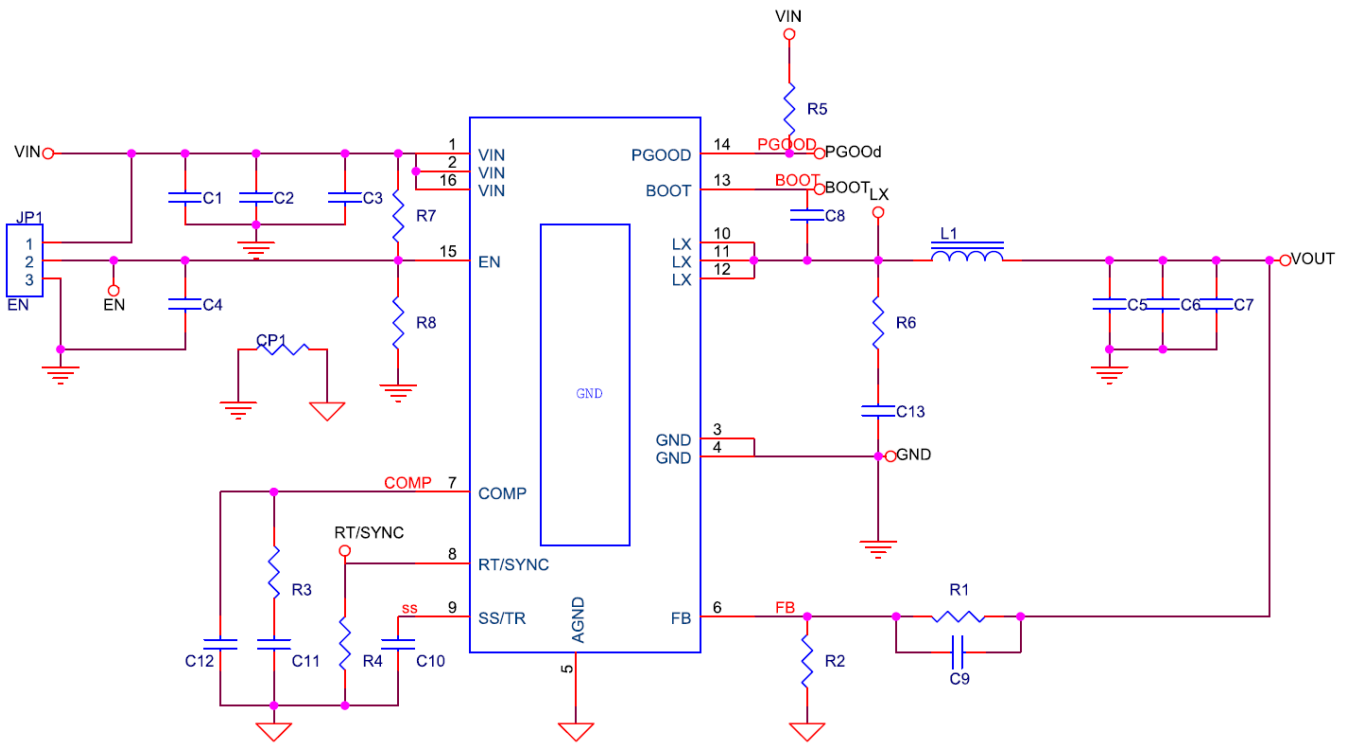 VIN
R5
VIN
1
VIN
2
VIN
16
VIN
PGOOD
14
PGOOD
PGOOd
BOOT
13
BOOT
BOOT
LX
C1
C2
C3
R7
C8
JP1
1
2
3
EN
EN
15
EN
LX
10
LX
11
LX
12
L1
VOUT
C4
R8
R6
C5
C6
C7
CP1
GND
C13
GND
3
GND
4
GND
COMP
7
COMP
RT/SYNC
8
RT/SYNC
R3
ss
9
SS/TR
AGND
5
FB
6
FB
R1
C12
C11
R4
C10
R2
C9